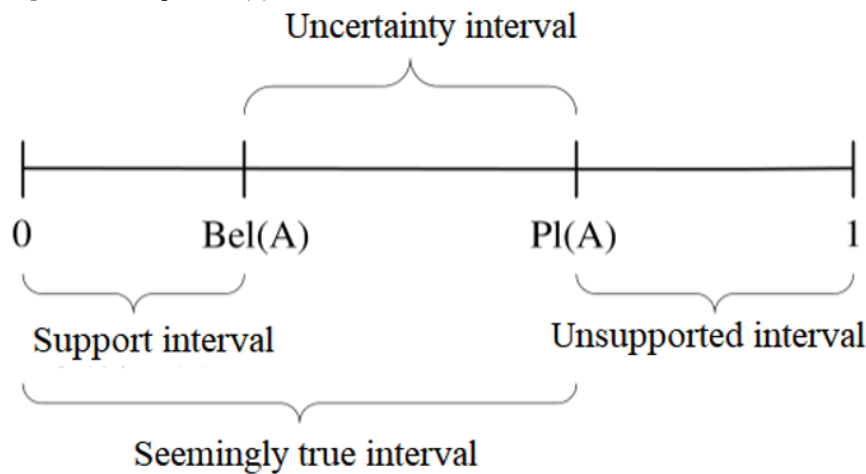 Uncertainty interval
0 Bel(A) Pl(A) 1
Support interval Unsupported interval
Seemingly true interval